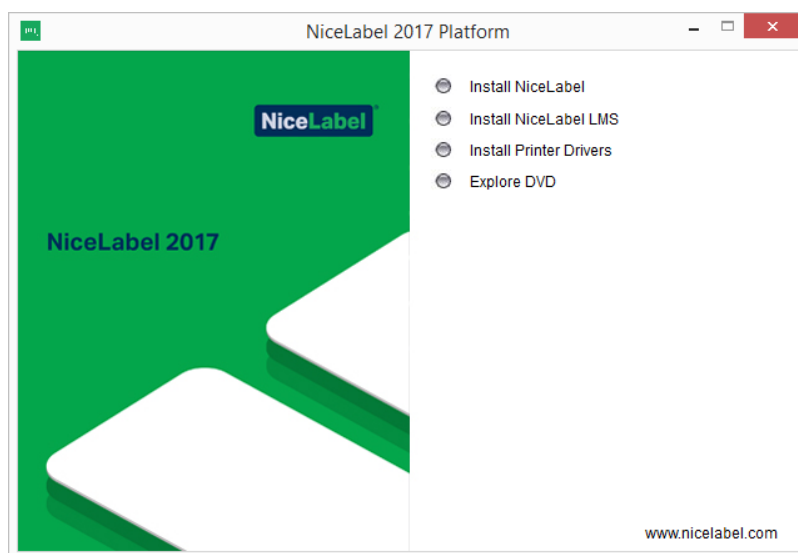 NiceLabel 2017 Platform
NiceLabel
NiceLabel 2017
Install NiceLabel
Install NiceLabel LMS
Install Printer Drivers
Explore DVD
www.nicelabel.com